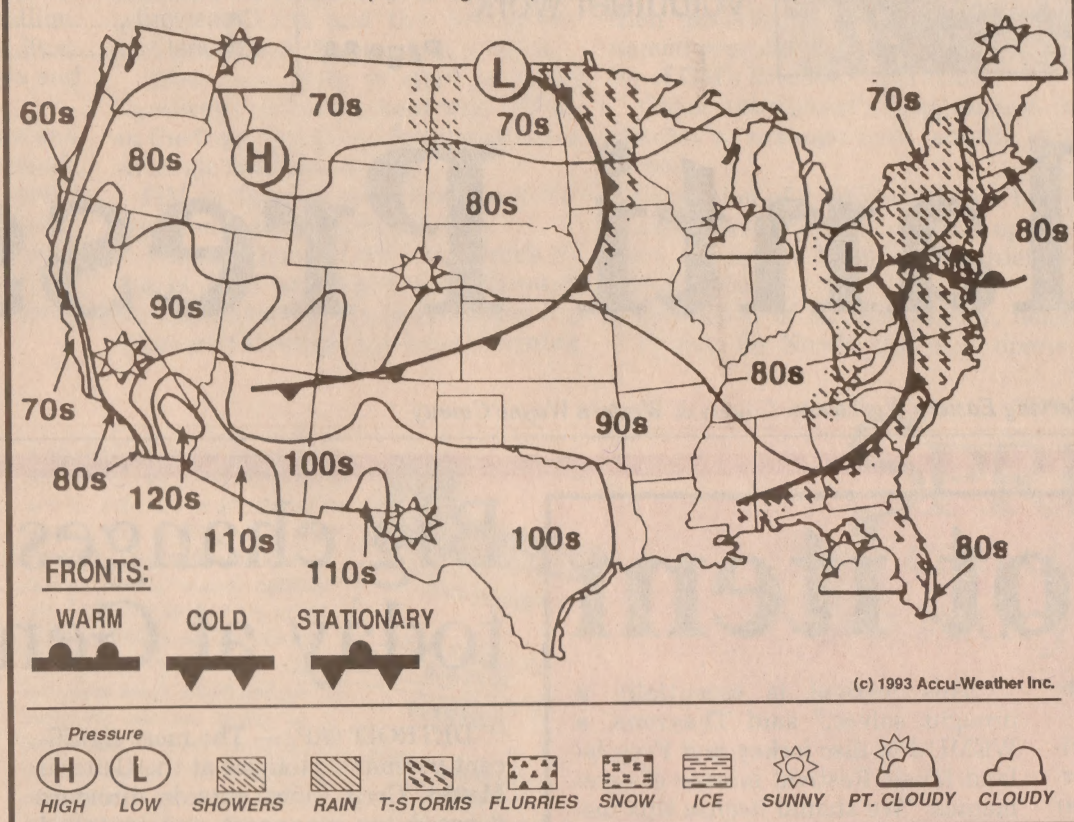 60s
70s
70s
70s
80s
H
L
80s
80s
L
90s
80s
70s
90s
80s
120s
100s
110s
100s
110s
80s
FRONTS:
WARM COLD STATIONARY
(c) 1993 Accu-Weather Inc.
Pressure
H L
HIGH LOW SHOWERS RAIN T-STORMS FLURRIES SNOW ICE SUNNY PT. CLOUDY CLOUDY